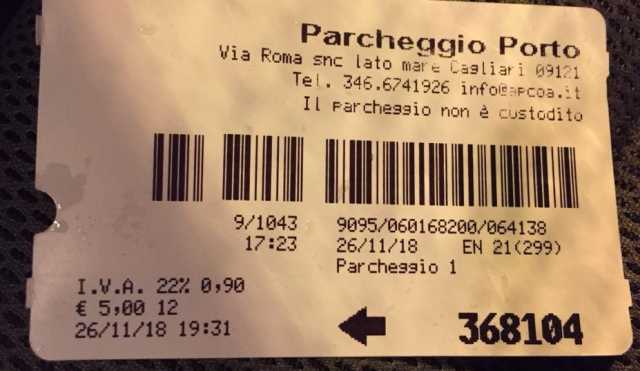 Parcheggio Porto
Via Roma snc lato mare Cagliari 09121
Tel. 346.6741926 info@apcoa.it
Il parcheggio non è custodito
9/1043 9095/060168200/064138
17:23 26/11/18 EN 21(299)
Parcheggio 1
I.V.A. 22% 0,90
€ 5,00 12
26/11/18 19:31
368104